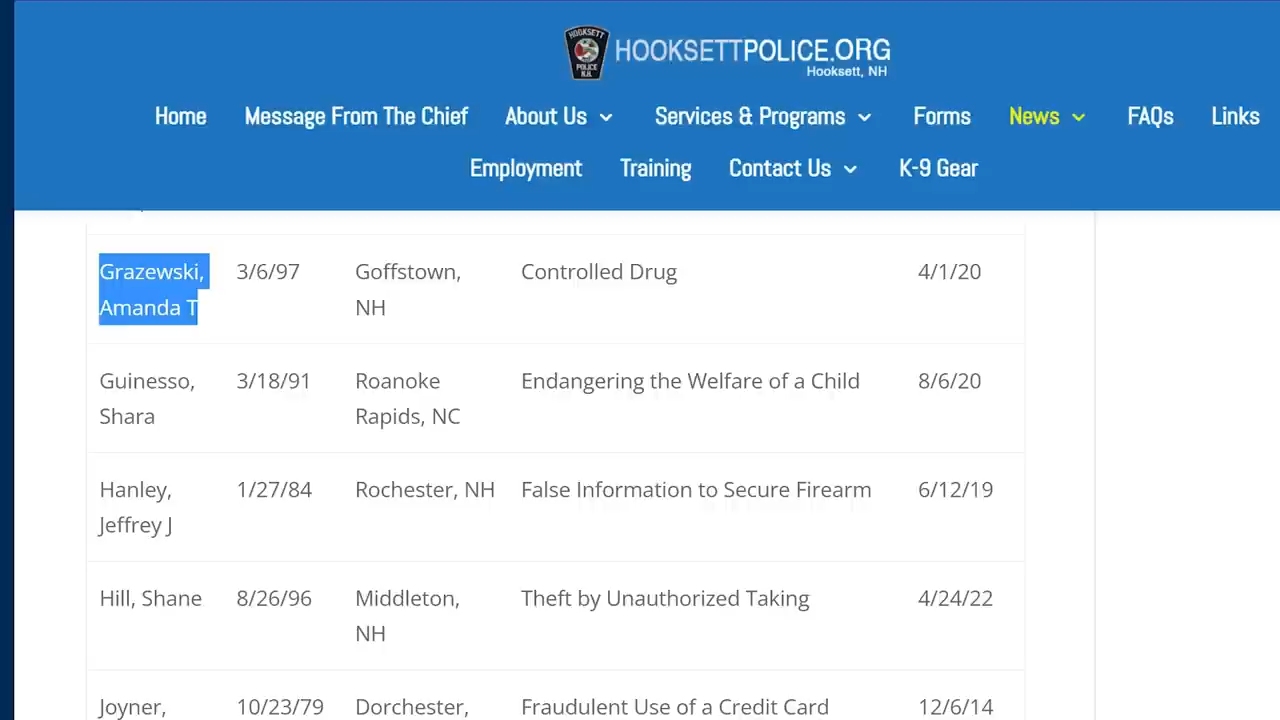 HOOKSETT
POLICE
N.H.
HOOKSETTPOLICE.ORG
Hooksett, NH
Home Message From The Chief About Us Services & Programs Forms News FAQs Links
Employment Training Contact Us K-9 Gear
Grazewski, 3/6/97 Goffstown, Controlled Drug 4/1/20
Amanda T NH
Guinesso, 3/18/91 Roanoke Endangering the Welfare of a Child 8/6/20
Shara Rapids, NC
Hanley, 1/27/84 Rochester, NH False Information to Secure Firearm 6/12/19
Jeffrey J
Hill, Shane 8/26/96 Middleton, Theft by Unauthorized Taking 4/24/22
NH
Joyner, 10/23/79 Dorchester, Fraudulent Use of a Credit Card 12/6/14